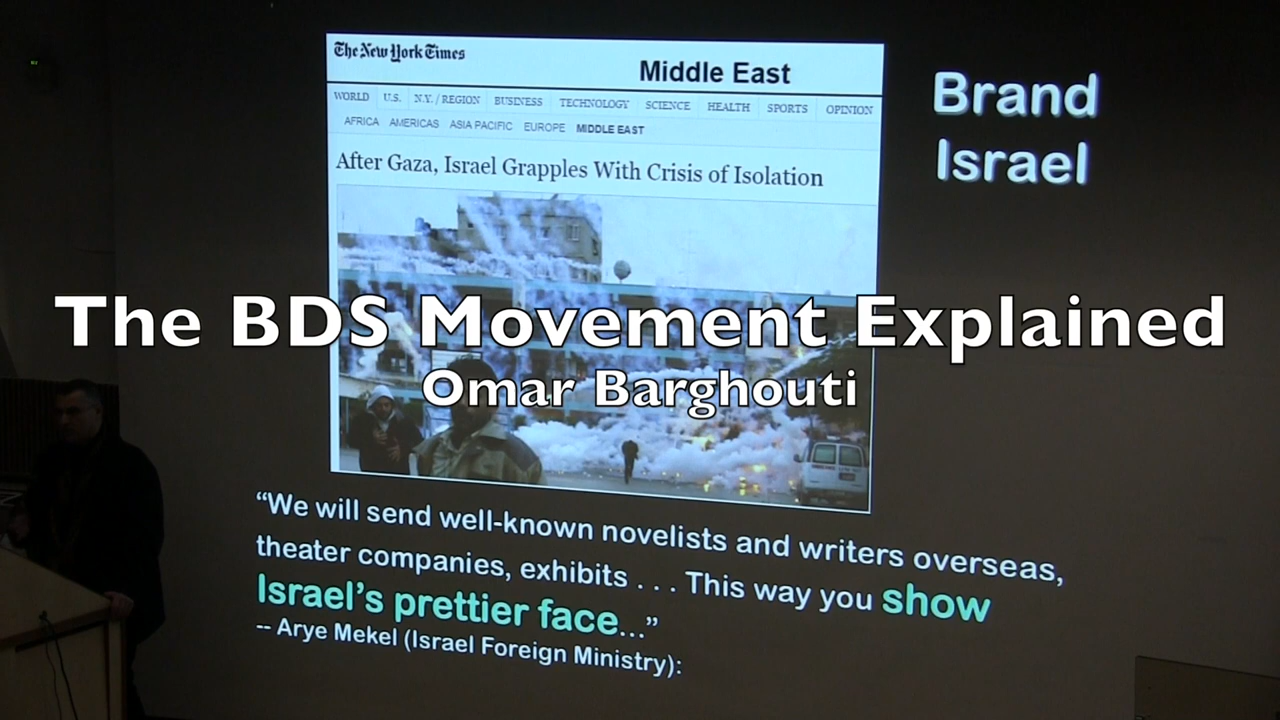 The New York Times
Middle East
WORLD U.S. N.Y. / REGION BUSINESS TECHNOLOGY SCIENCE HEALTH SPORTS OPINION
AFRICA AMERICAS ASIA PACIFIC EUROPE MIDDLE EAST
After Gaza, Israel Grapples With Crisis of Isolation
Brand
Israel
The BDS Movement Explained
Omar Barghouti
“We will send well-known novelists and writers overseas,
theater companies, exhibits . . . This way you show
Israel’s prettier face...”
-- Arye Mekel (Israel Foreign Ministry):